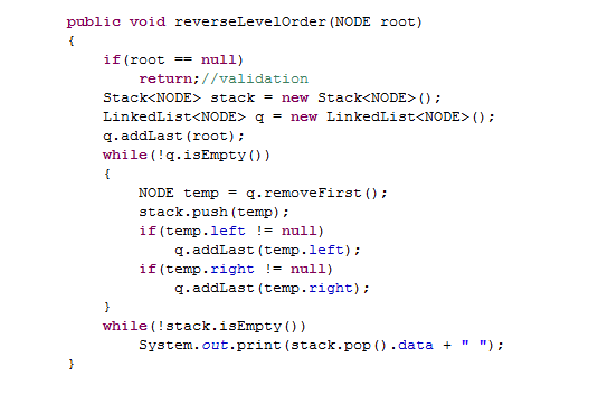 public void reverseLevelOrder(NODE root)
{
    if(root == null)
        return;//validation
    Stack<NODE> stack = new Stack<NODE>();
    LinkedList<NODE> q = new LinkedList<NODE>();
    q.addLast(root);
    while(!q.isEmpty())
    {
        NODE temp = q.removeFirst();
        stack.push(temp);
        if(temp.left != null)
            q.addLast(temp.left);
        if(temp.right != null)
            q.addLast(temp.right);
    }
    while(!stack.isEmpty())
        System.out.print(stack.pop().data + " ");
}